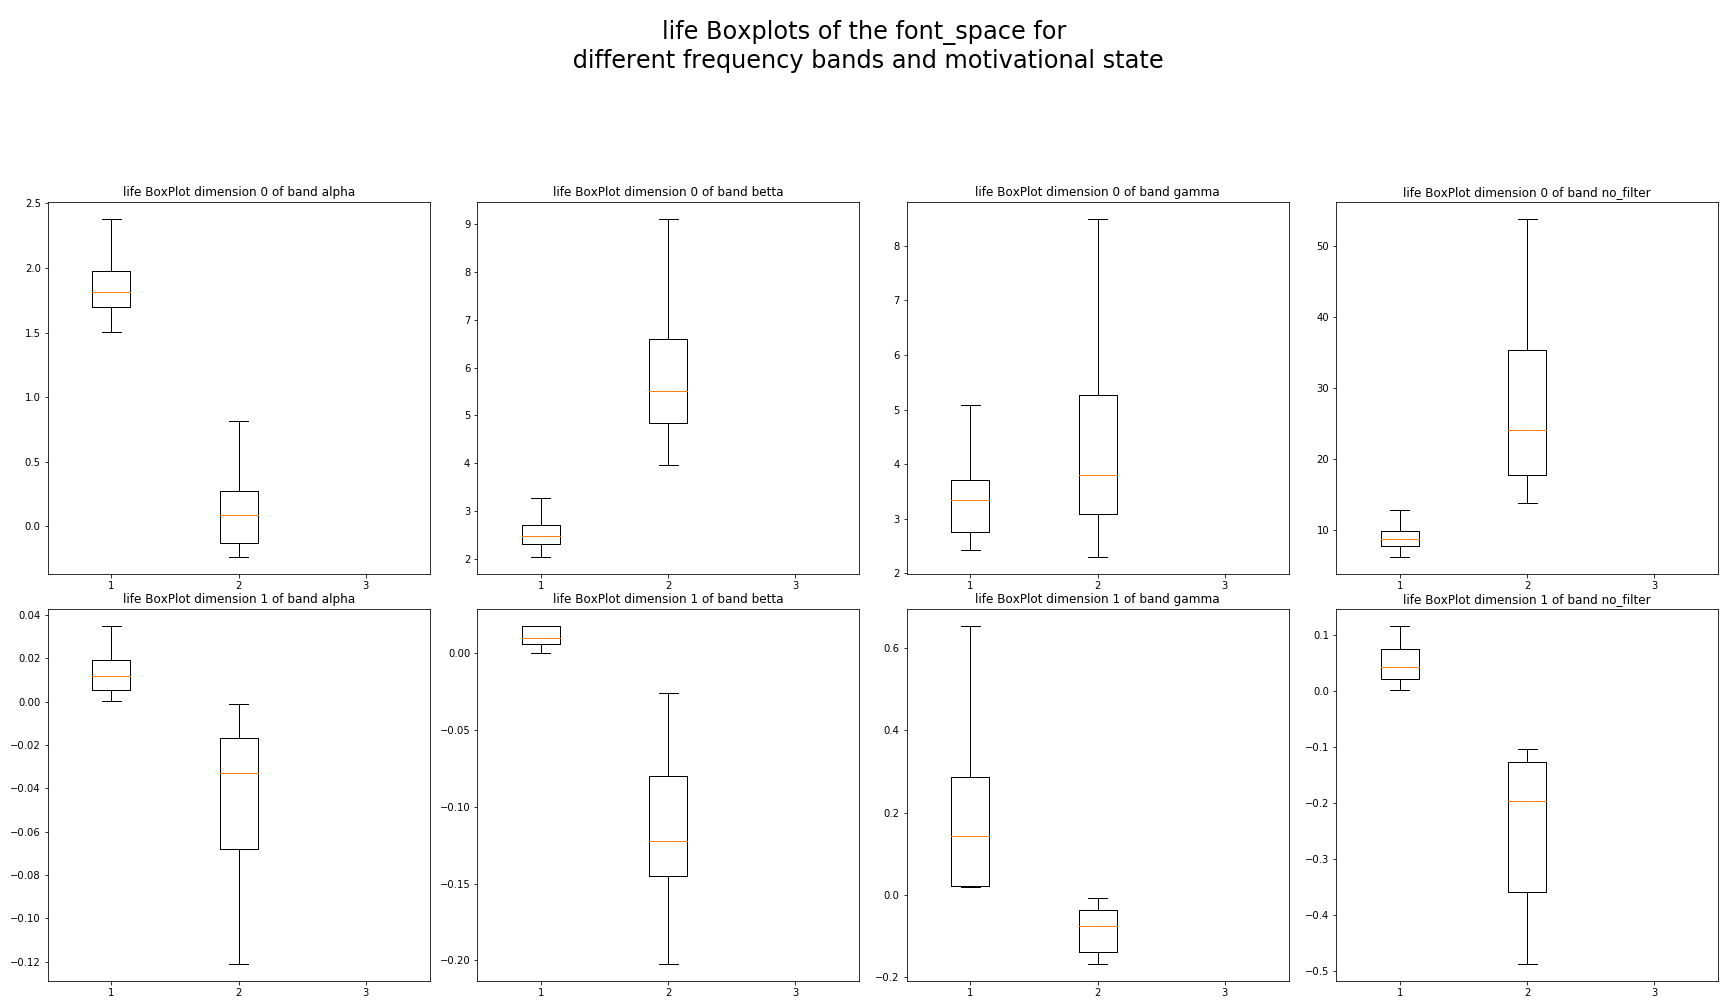 life Boxplots of the font_space for
different frequency bands and motivational state
life BoxPlot dimension 0 of band alpha
2.5
2.0
1.5
1.0
0.5
0.0
1 2 3
life BoxPlot dimension 0 of band betta
9
8
7
6
5
4
3
2
1 2 3
life BoxPlot dimension 0 of band gamma
8
7
6
5
4
3
2
1 2 3
life BoxPlot dimension 0 of band no_filter
50
40
30
20
10
1 2 3
life BoxPlot dimension 1 of band alpha
0.04
0.02
0.00
−0.02
−0.04
−0.06
−0.08
−0.10
−0.12
1 2 3
life BoxPlot dimension 1 of band betta
0.00
−0.05
−0.10
−0.15
−0.20
1 2 3
life BoxPlot dimension 1 of band gamma
0.6
0.4
0.2
0.0
−0.2
1 2 3
life BoxPlot dimension 1 of band no_filter
0.1
0.0
−0.1
−0.2
−0.3
−0.4
−0.5
1 2 3